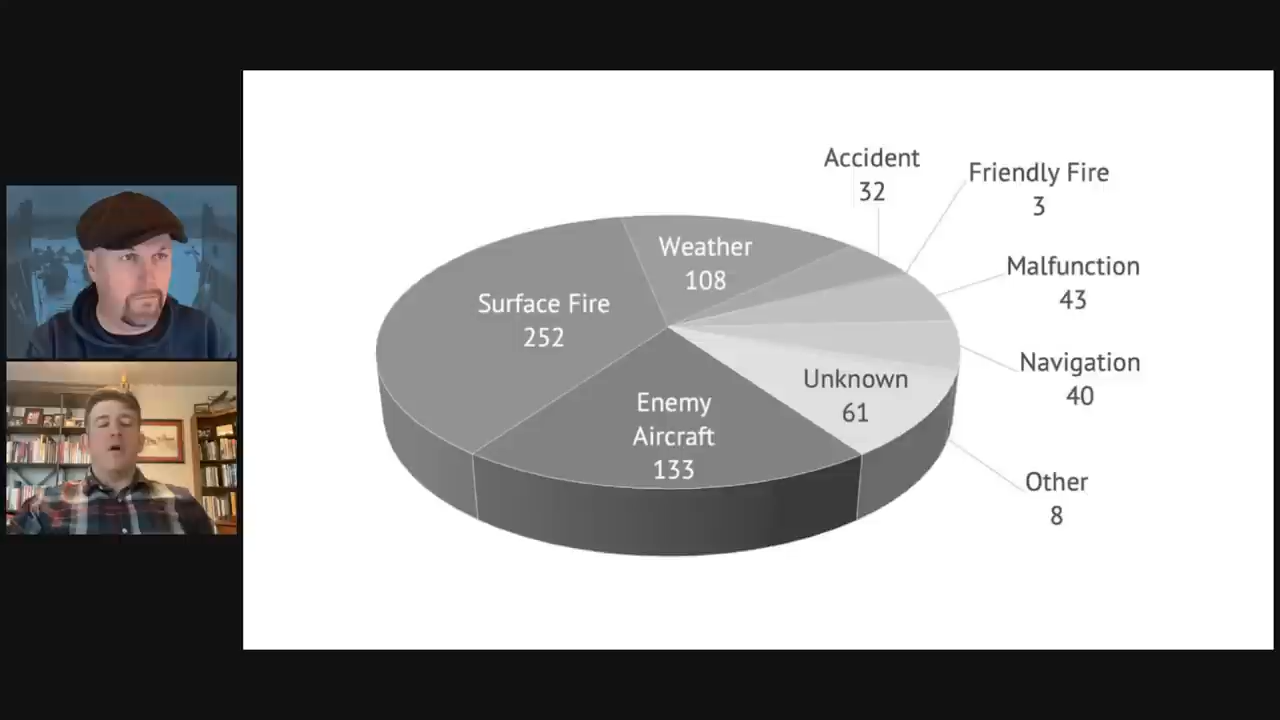 Accident
32
Friendly Fire
3
Weather
108
Malfunction
43
Surface Fire
252
Navigation
40
Unknown
61
Enemy
Aircraft
133
Other
8